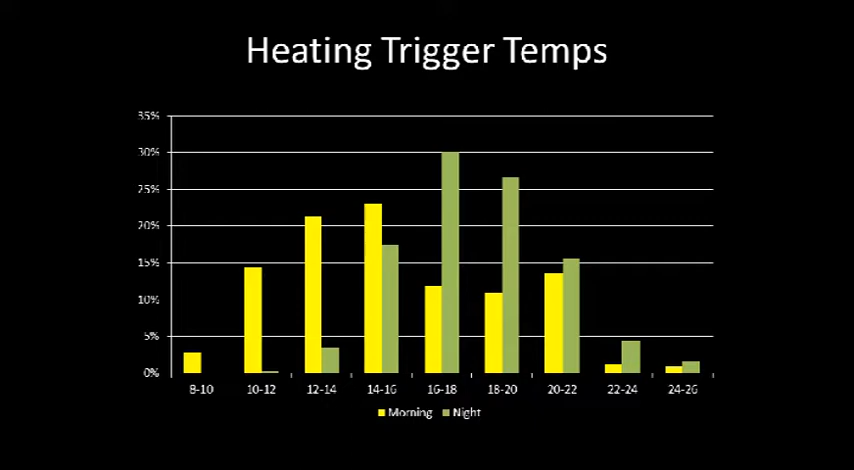 Heating Trigger Temps
35%
30%
25%
20%
15%
10%
5%
0%
8-10 10-12 12-14 14-16 16-18 18-20 20-22 22-24 24-26
Morning Night